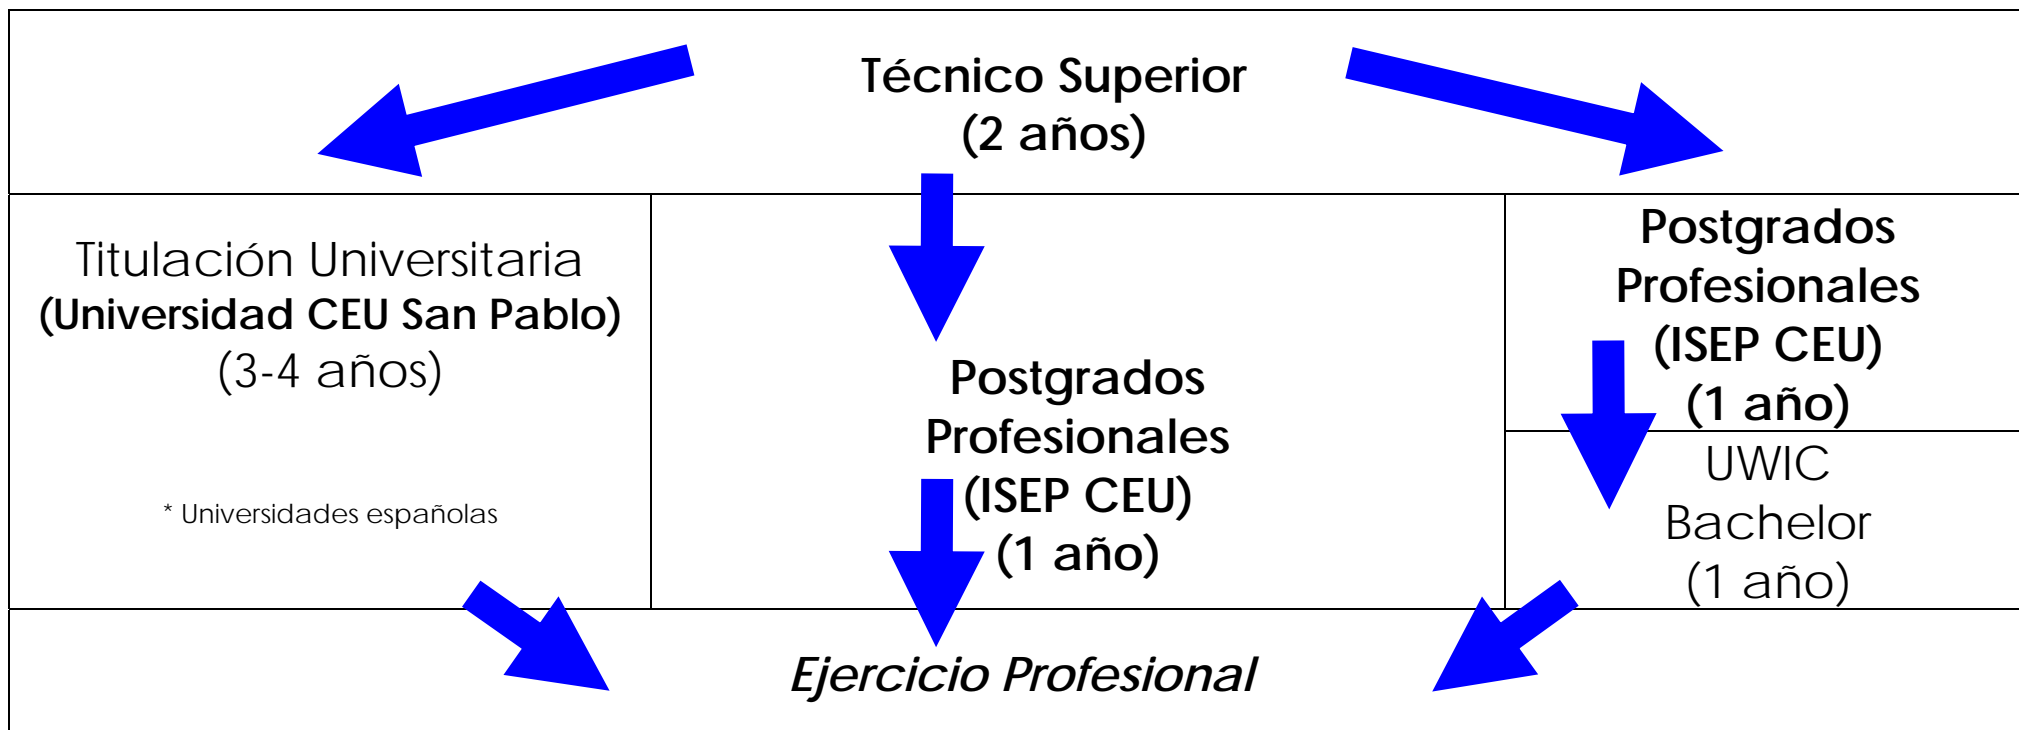 Técnico Superior
(2 años)
Titulación Universitaria
(Universidad CEU San Pablo)
(3-4 años)
* Universidades españolas
Postgrados
Profesionales
(ISEP CEU)
(1 año)
Postgrados
Profesionales
(ISEP CEU)
(1 año)
UWIC
Bachelor
(1 año)
Ejercicio Profesional